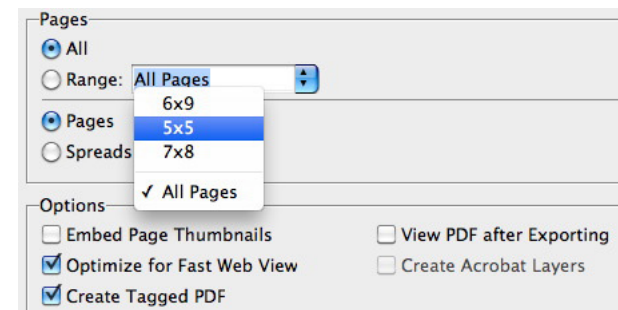 Pages
All
Range: All Pages
6x9
Pages
5x5
Spreads
7x8
✓ All Pages
Options
Embed Page Thumbnails
View PDF after Exporting
Optimize for Fast Web View
Create Acrobat Layers
Create Tagged PDF